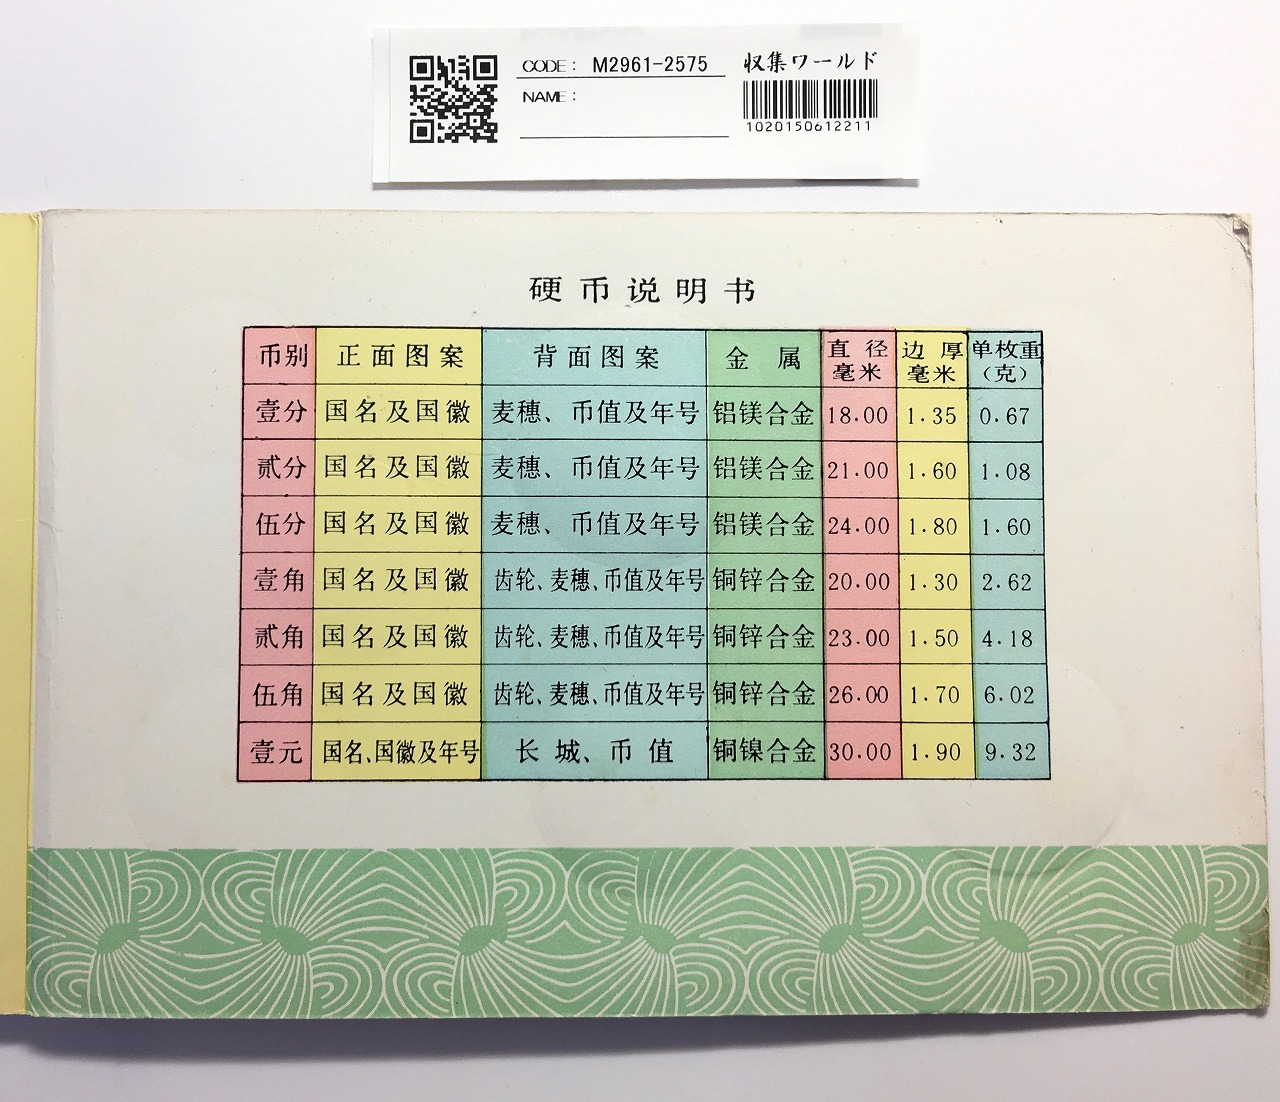 CODE： M2961-2575
収集ワールド
NAME：
1020150612211
硬币说明书
币别 正面图案 背面图案 金属 直径毫米 边厚毫米 单枚重(克)
壹分 国名及国徽 麦穗、币值及年号 铝镁合金 18.00 1.35 0.67
贰分 国名及国徽 麦穗、币值及年号 铝镁合金 21.00 1.60 1.08
伍分 国名及国徽 麦穗、币值及年号 铝镁合金 24.00 1.80 1.60
壹角 国名及国徽 齿轮、麦穗、币值及年号 铜锌合金 20.00 1.30 2.62
贰角 国名及国徽 齿轮、麦穗、币值及年号 铜锌合金 23.00 1.50 4.18
伍角 国名及国徽 齿轮、麦穗、币值及年号 铜锌合金 26.00 1.70 6.02
壹元 国名、国徽及年号 长城、币值 铜镍合金 30.00 1.90 9.32